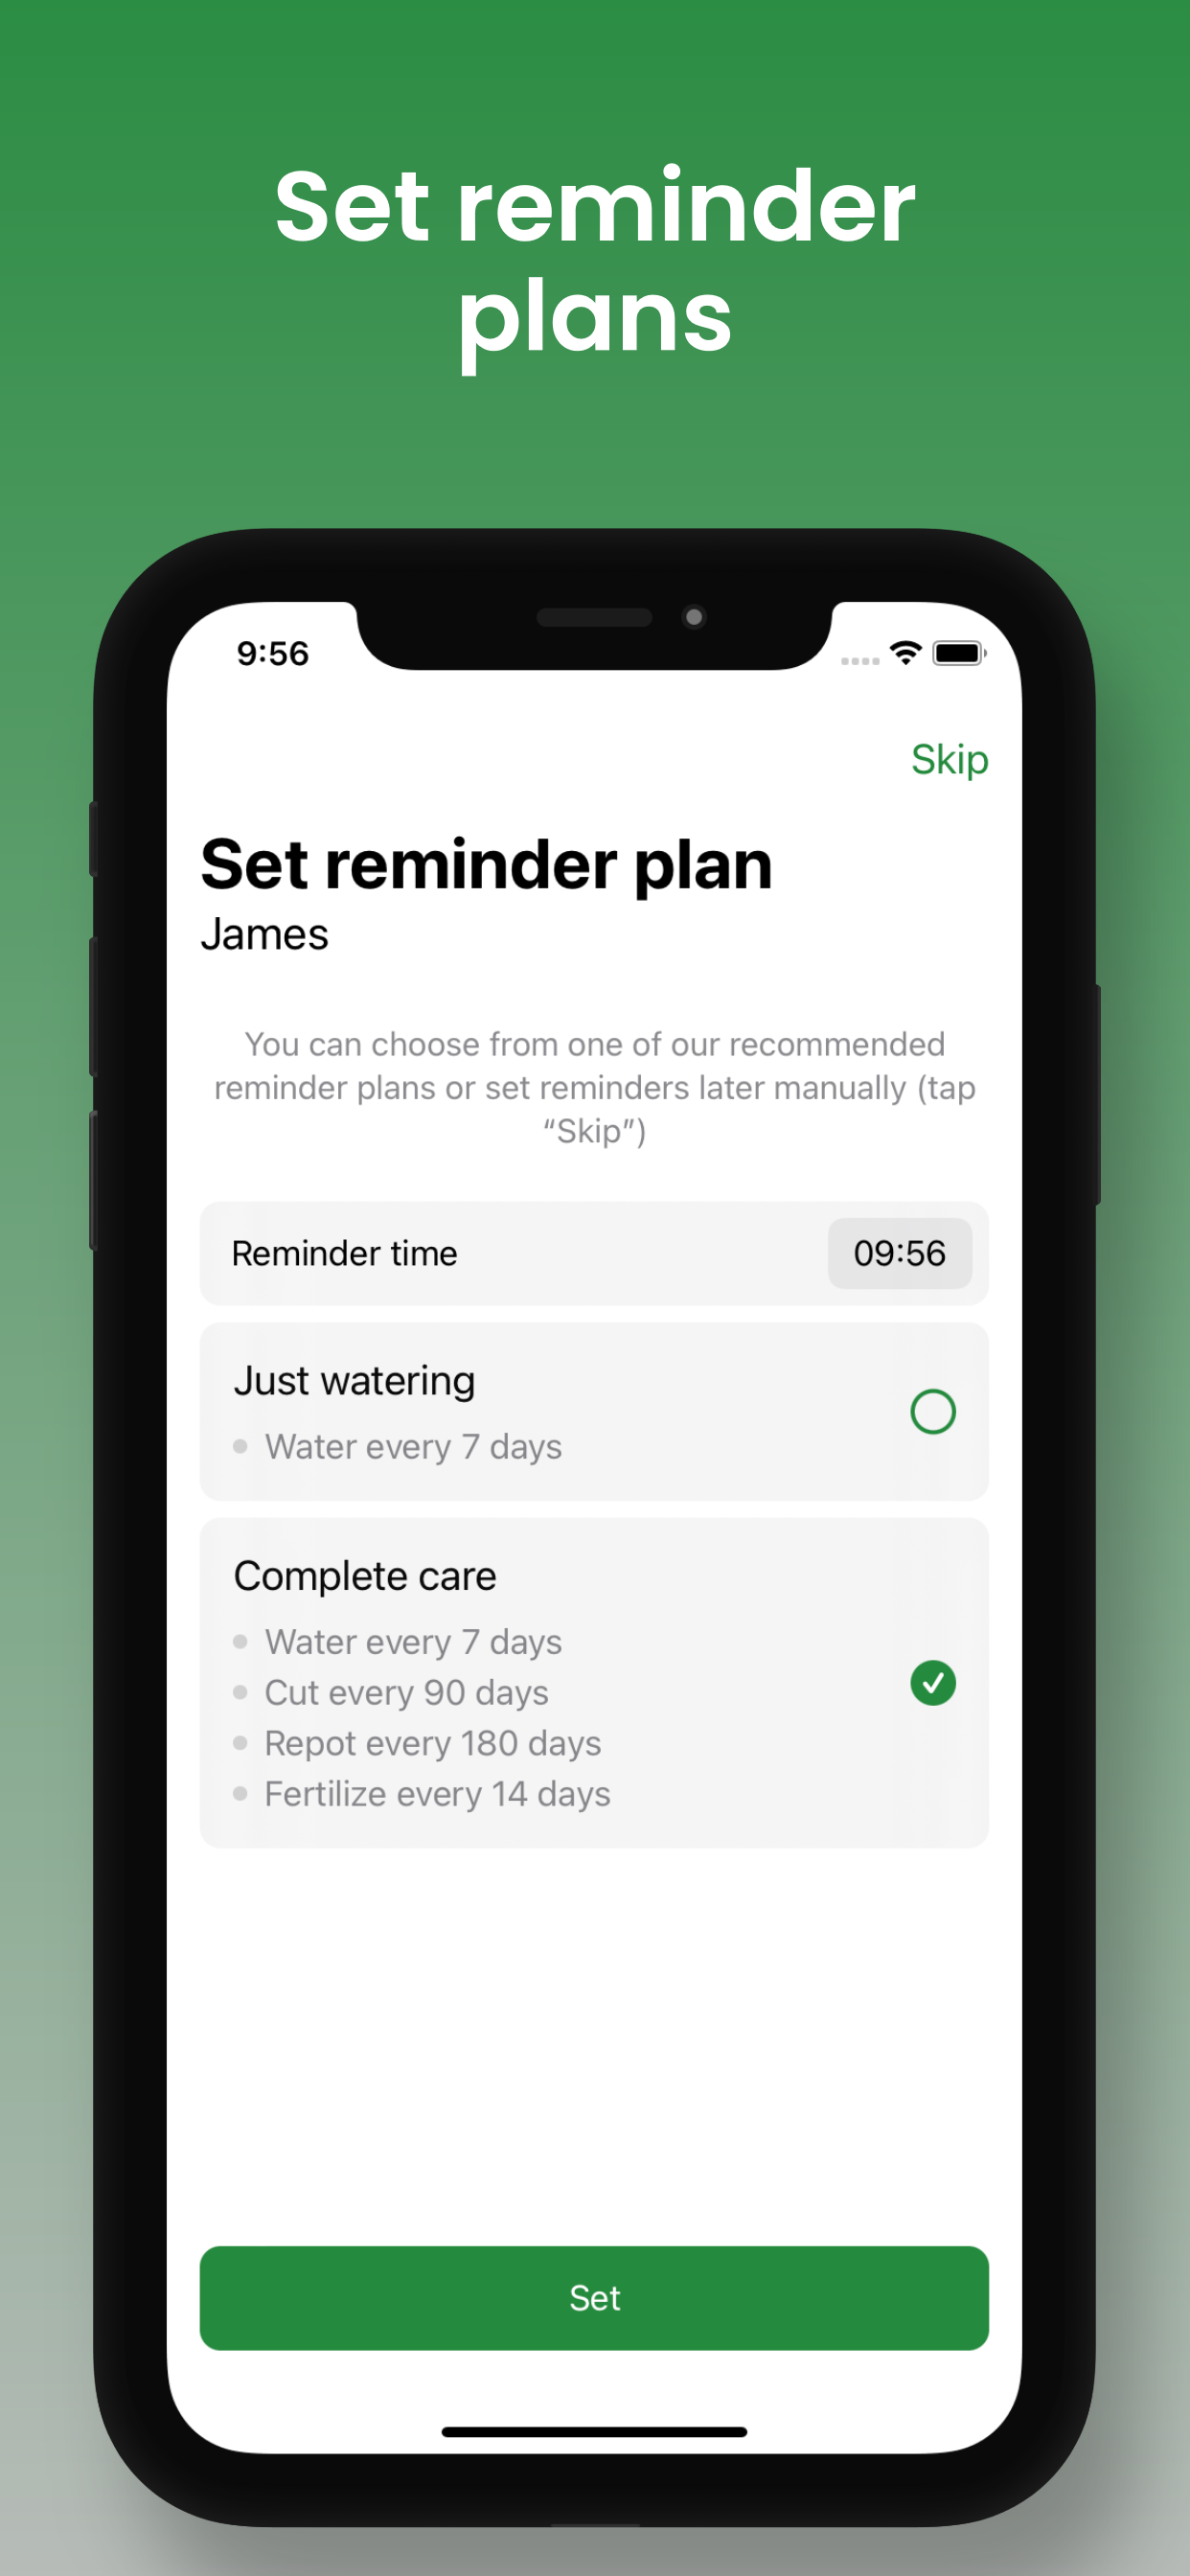 Set reminder
plans
9:56
Skip
Set reminder plan
James
You can choose from one of our recommended
reminder plans or set reminders later manually (tap
“Skip”)
Reminder time
09:56
Just watering
Water every 7 days
Complete care
Water every 7 days
Cut every 90 days
Repot every 180 days
Fertilize every 14 days
Set